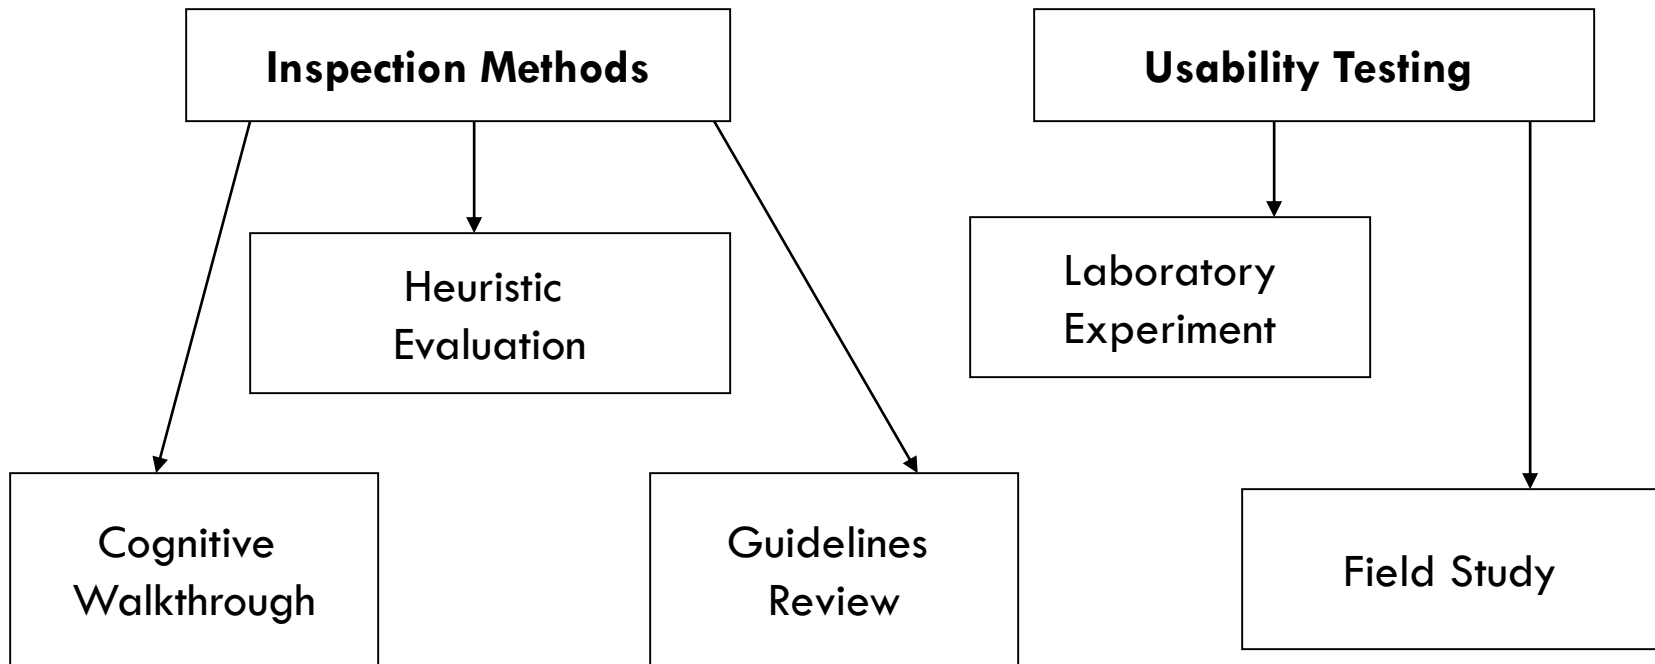 Inspection Methods
Usability Testing
Heuristic
Evaluation
Laboratory
Experiment
Cognitive
Walkthrough
Guidelines
Review
Field Study